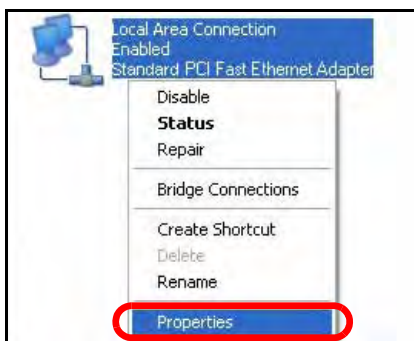 Local Area Connection
Enabled
Standard PCI Fast Ethernet Adapter
Disable
Status
Repair
Bridge Connections
Create Shortcut
Delete
Rename
Properties